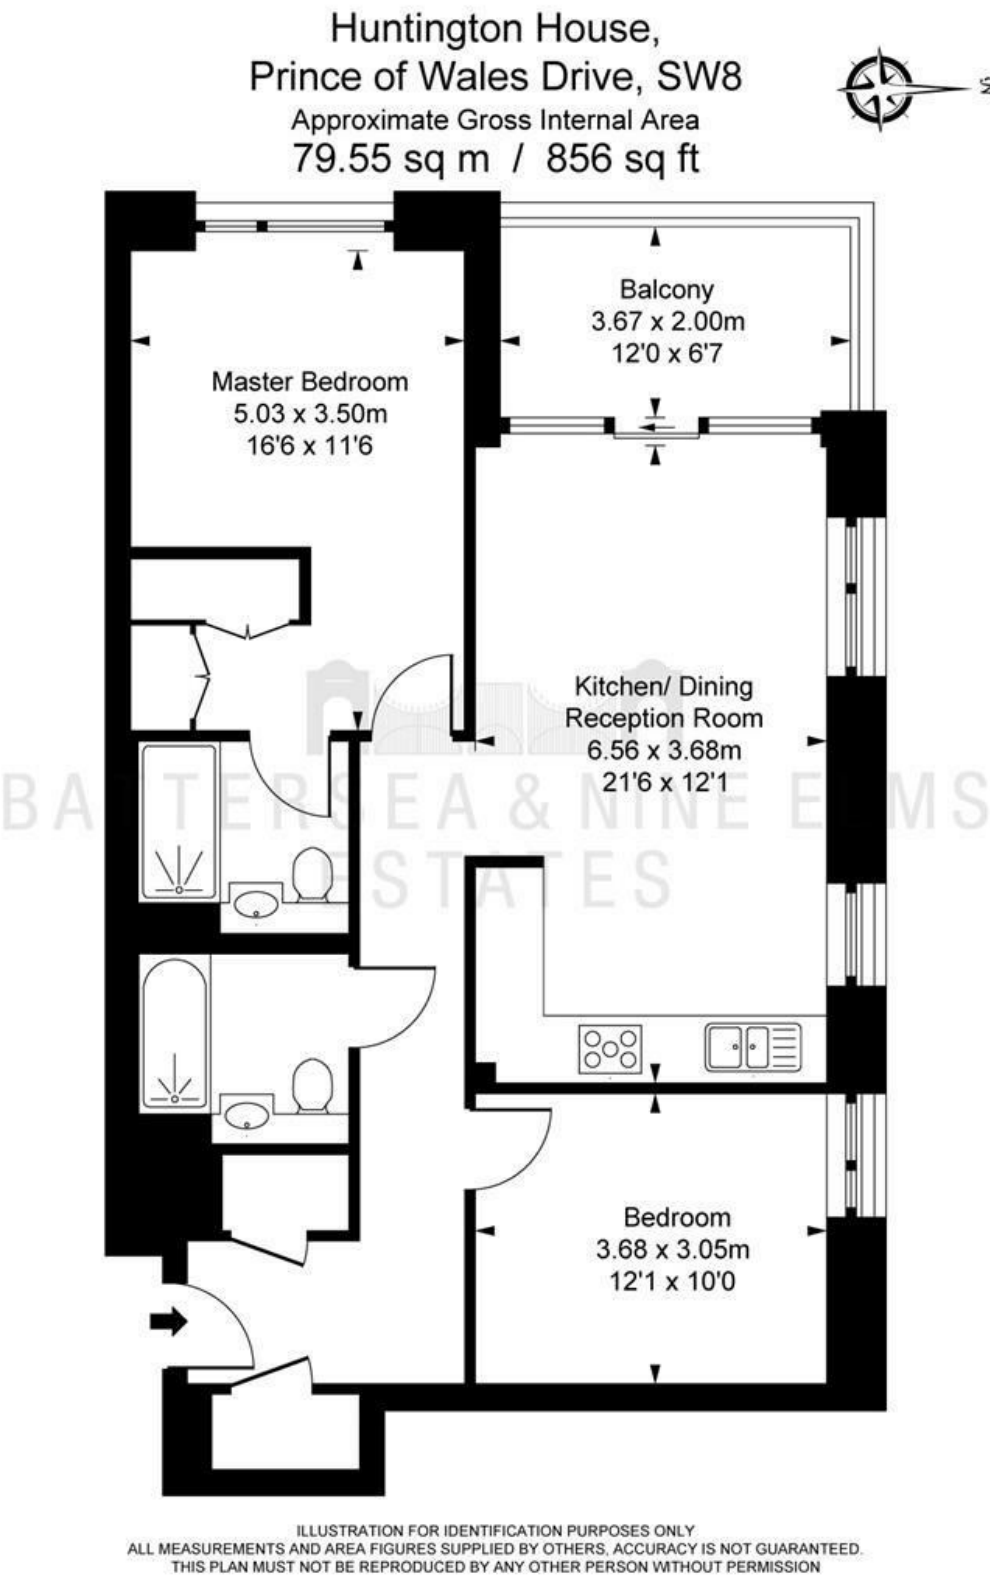 Huntington House,
Prince of Wales Drive, SW8
Approximate Gross Internal Area
79.55 sq m / 856 sq ft
Balcony
3.67 x 2.00m
12'0 x 6'7
Master Bedroom
5.03 x 3.50m
16'6 x 11'6
Kitchen/ Dining
Reception Room
6.56 x 3.68m
21'6 x 12'1
BATTERSEA & NINE ELMS
ESTATES
Bedroom
3.68 x 3.05m
12'1 x 10'0
ILLUSTRATION FOR IDENTIFICATION PURPOSES ONLY
ALL MEASUREMENTS AND AREA FIGURES SUPPLIED BY OTHERS, ACCURACY IS NOT GUARANTEED.
THIS PLAN MUST NOT BE REPRODUCED BY ANY OTHER PERSON WITHOUT PERMISSION